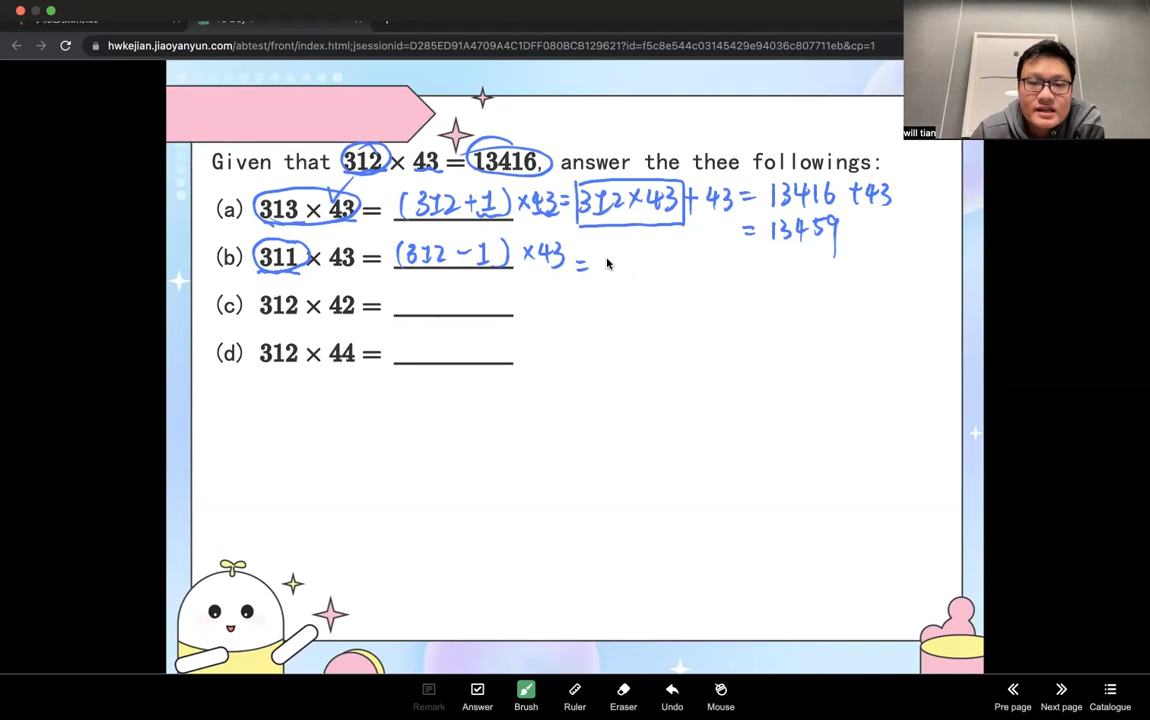 hwkejian.jiaoyanyun.com/abtest/front/index.html;jsessionid=D285ED91A4709A4C1DFF080BCB129621?id=f5c8e544c03145429e94036c807711eb&cp=1
will tian
Given that 312 × 43 = 13416, answer the thee followings:
(a) 313 × 43 = (312+1) ×43= 312×43 + 43 = 13416 +43
= 13459
(b) 311 × 43 = (312 −1) ×43 =
(c) 312 × 42 = ________
(d) 312 × 44 = ________
Remark Answer Brush Ruler Eraser Undo Mouse Pre page Next page Catalogue